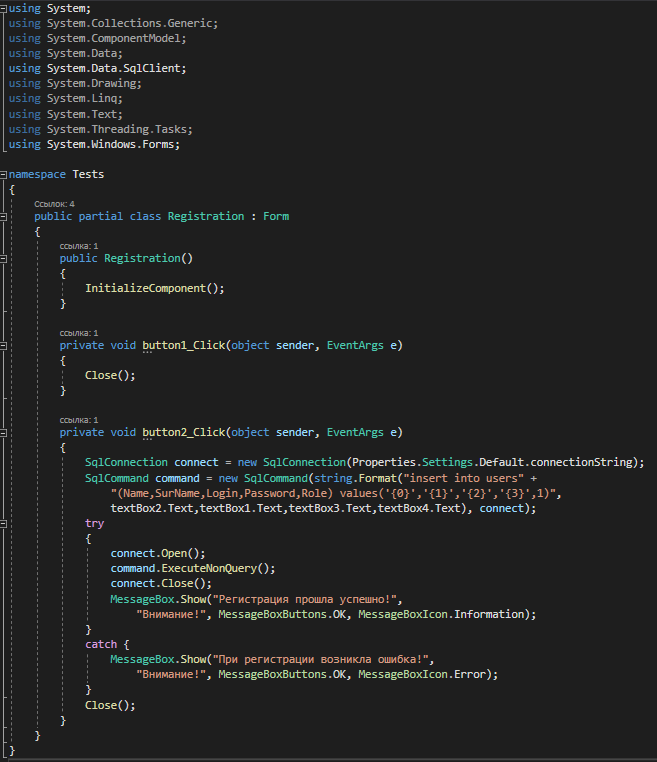 using System;
using System.Collections.Generic;
using System.ComponentModel;
using System.Data;
using System.Data.SqlClient;
using System.Drawing;
using System.Linq;
using System.Text;
using System.Threading.Tasks;
using System.Windows.Forms;
namespace Tests
{
Ссылок: 4
public partial class Registration : Form
{
ссылка: 1
public Registration()
{
InitializeComponent();
}
ссылка: 1
private void button1_Click(object sender, EventArgs e)
{
Close();
}
ссылка: 1
private void button2_Click(object sender, EventArgs e)
{
SqlConnection connect = new SqlConnection(Properties.Settings.Default.connectionString);
SqlCommand command = new SqlCommand(string.Format("insert into users" +
"(Name,SurName,Login,Password,Role) values('{0}','{1}','{2}','{3}',1)",
textBox2.Text,textBox1.Text,textBox3.Text,textBox4.Text), connect);
try
{
connect.Open();
command.ExecuteNonQuery();
connect.Close();
MessageBox.Show("Регистрация прошла успешно!",
"Внимание!", MessageBoxButtons.OK, MessageBoxIcon.Information);
}
catch {
MessageBox.Show("При регистрации возникла ошибка!",
"Внимание!", MessageBoxButtons.OK, MessageBoxIcon.Error);
}
Close();
}
}
}